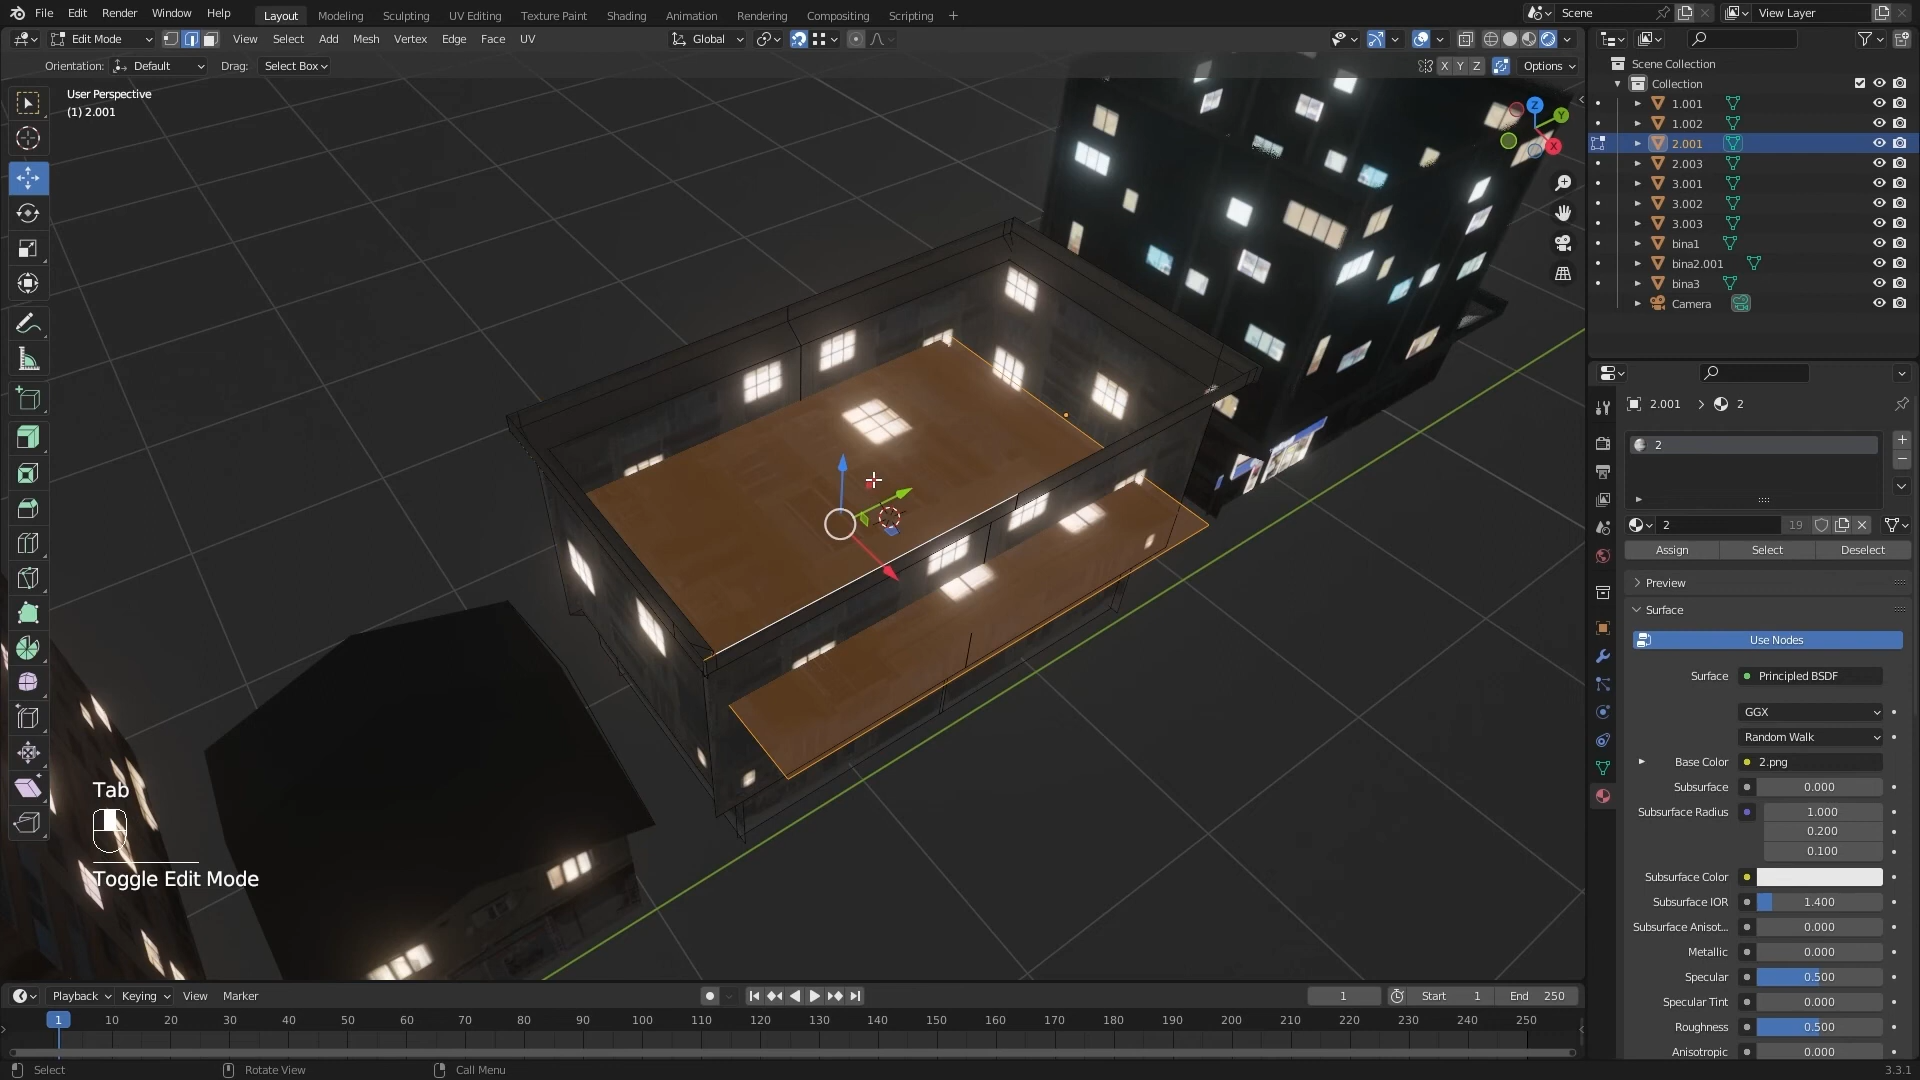 File Edit Render Window Help
Layout Modeling Sculpting UV Editing Texture Paint Shading Animation Rendering Compositing Scripting +
Scene
View Layer
Edit Mode View Select Add Mesh Vertex Edge Face UV
Global
Orientation: Default Drag: Select Box
X Y Z Options
User Perspective
(1) 2.001
Z
Y
X
Scene Collection
Collection
1.001
1.002
2.001
2.003
3.001
3.002
3.003
bina1
bina2.001
bina3
Camera
2.001 > 2
2
2 19
Assign Select Deselect
Preview
Surface
Use Nodes
Surface Principled BSDF
GGX
Random Walk
Base Color 2.png
Subsurface 0.000
Subsurface Radius 1.000
0.200
0.100
Subsurface Color
Subsurface IOR 1.400
Subsurface Anisot... 0.000
Metallic 0.000
Specular 0.500
Specular Tint 0.000
Roughness 0.500
Anisotropic 0.000
Tab
Toggle Edit Mode
Playback Keying View Marker
1 Start 1 End 250
1 10 20 30 40 50 60 70 80 90 100 110 120 130 140 150 160 170 180 190 200 210 220 230 240 250
Select Rotate View Call Menu
3.3.1